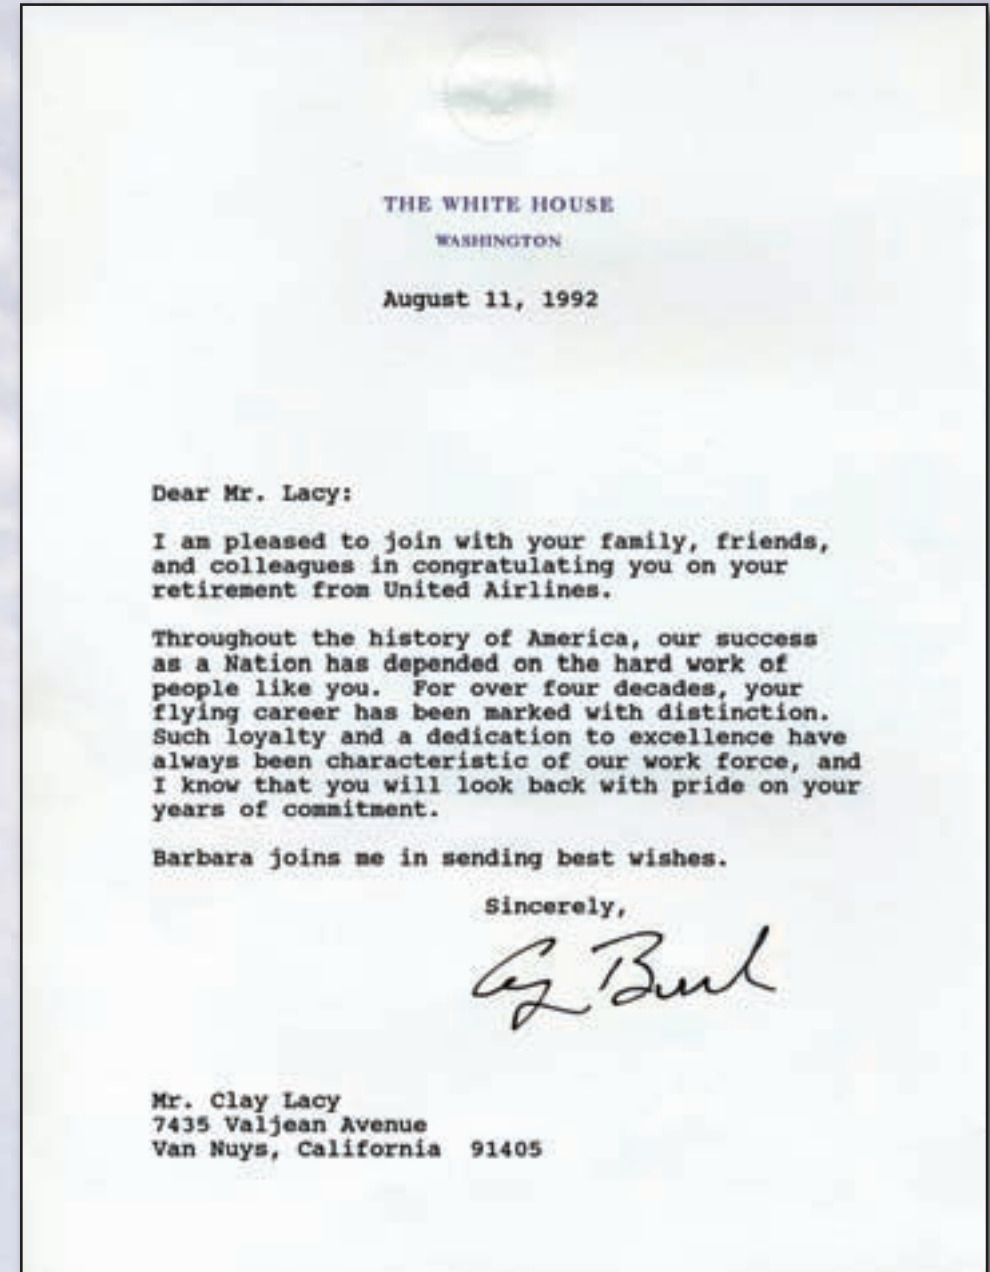 THE WHITE HOUSE
WASHINGTON
August 11, 1992
Dear Mr. Lacy:
I am pleased to join with your family, friends,
and colleagues in congratulating you on your
retirement from United Airlines.
Throughout the history of America, our success
as a Nation has depended on the hard work of
people like you. For over four decades, your
flying career has been marked with distinction.
Such loyalty and a dedication to excellence have
always been characteristic of our work force, and
I know that you will look back with pride on your
years of commitment.
Barbara joins me in sending best wishes.
Sincerely,
Mr. Clay Lacy
7435 Valjean Avenue
Van Nuys, California 91405